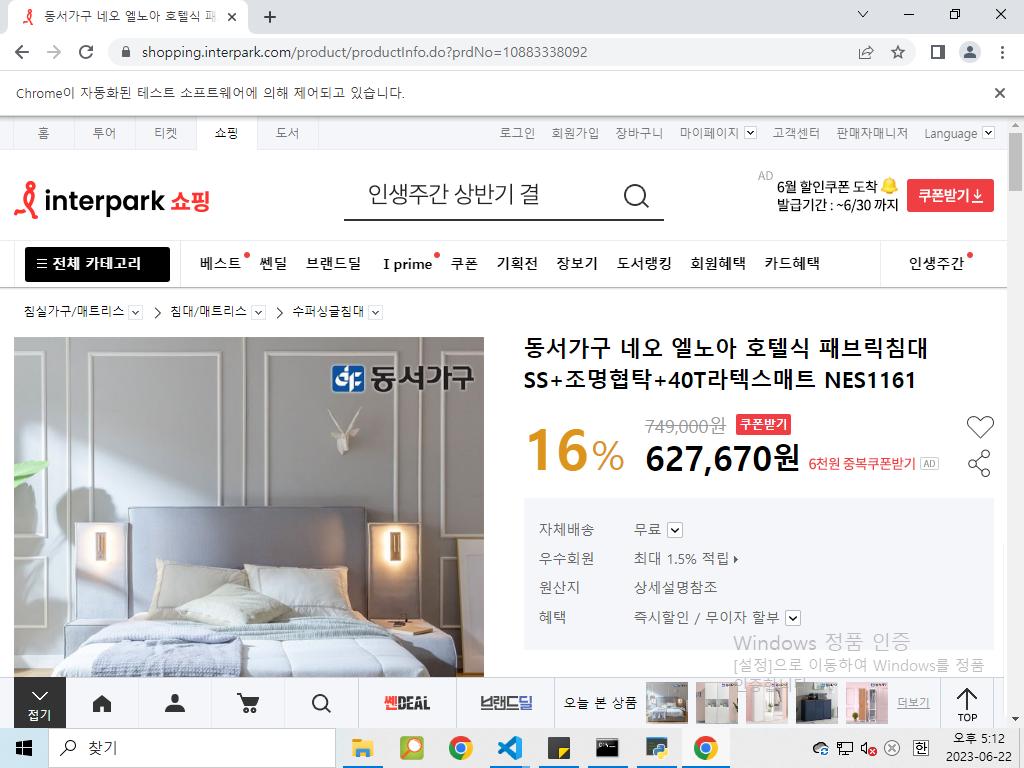 동서가구 네오 엘노아 호텔식 패
shopping.interpark.com/product/productInfo.do?prdNo=10883338092
Chrome이 자동화된 테스트 소프트웨어에 의해 제어되고 있습니다.
홈 투어 티켓 쇼핑 도서 로그인 회원가입 장바구니 마이페이지 고객센터 판매자매니저 Language
interpark 쇼핑
인생주간 상반기 결
AD
6월 할인쿠폰 도착
발급기간 : ~6/30 까지
쿠폰받기
전체 카테고리 베스트 쎈딜 브랜드딜 I prime 쿠폰 기획전 장보기 도서랭킹 회원혜택 카드혜택 인생주간
침실가구/매트리스 침대/매트리스 수퍼싱글침대
동서가구
동서가구 네오 엘노아 호텔식 패브릭침대
SS+조명협탁+40T라텍스매트 NES1161
16%
749,000원 쿠폰받기
627,670원 6천원 중복쿠폰받기 AD
자체배송 무료
우수회원 최대 1.5% 적립
원산지 상세설명참조
혜택 즉시할인 / 무이자 할부
Windows 정품 인증
[설정]으로 이동하여 Windows를 정품
인증합니다.
접기
쎈DEAL
브랜드딜
오늘 본 상품
더보기
TOP
찾기
한
오후 5:12
2023-06-22